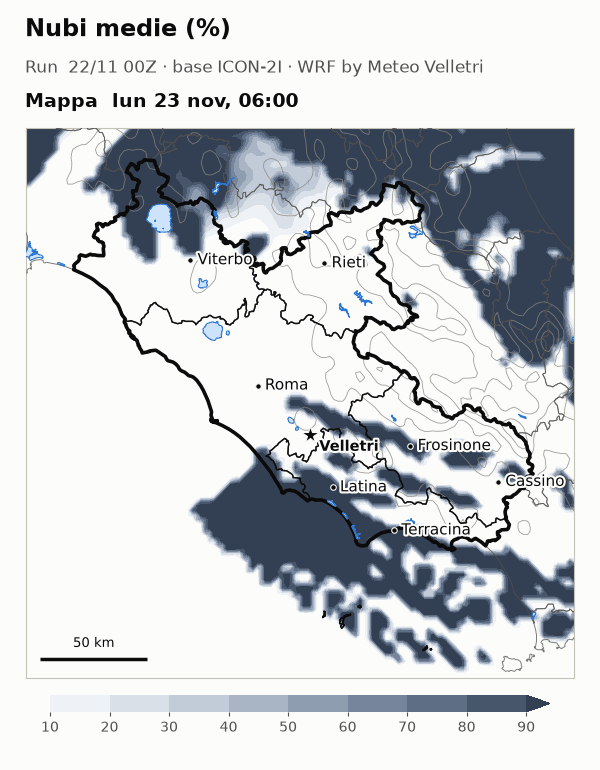 Nubi medie (%)
Run  22/11 00Z · base ICON-2I · WRF by Meteo Velletri
Mappa  lun 23 nov, 06:00
Viterbo
Rieti
Roma
Velletri
Frosinone
Latina
Cassino
Terracina
50 km
10 20 30 40 50 60 70 80 90